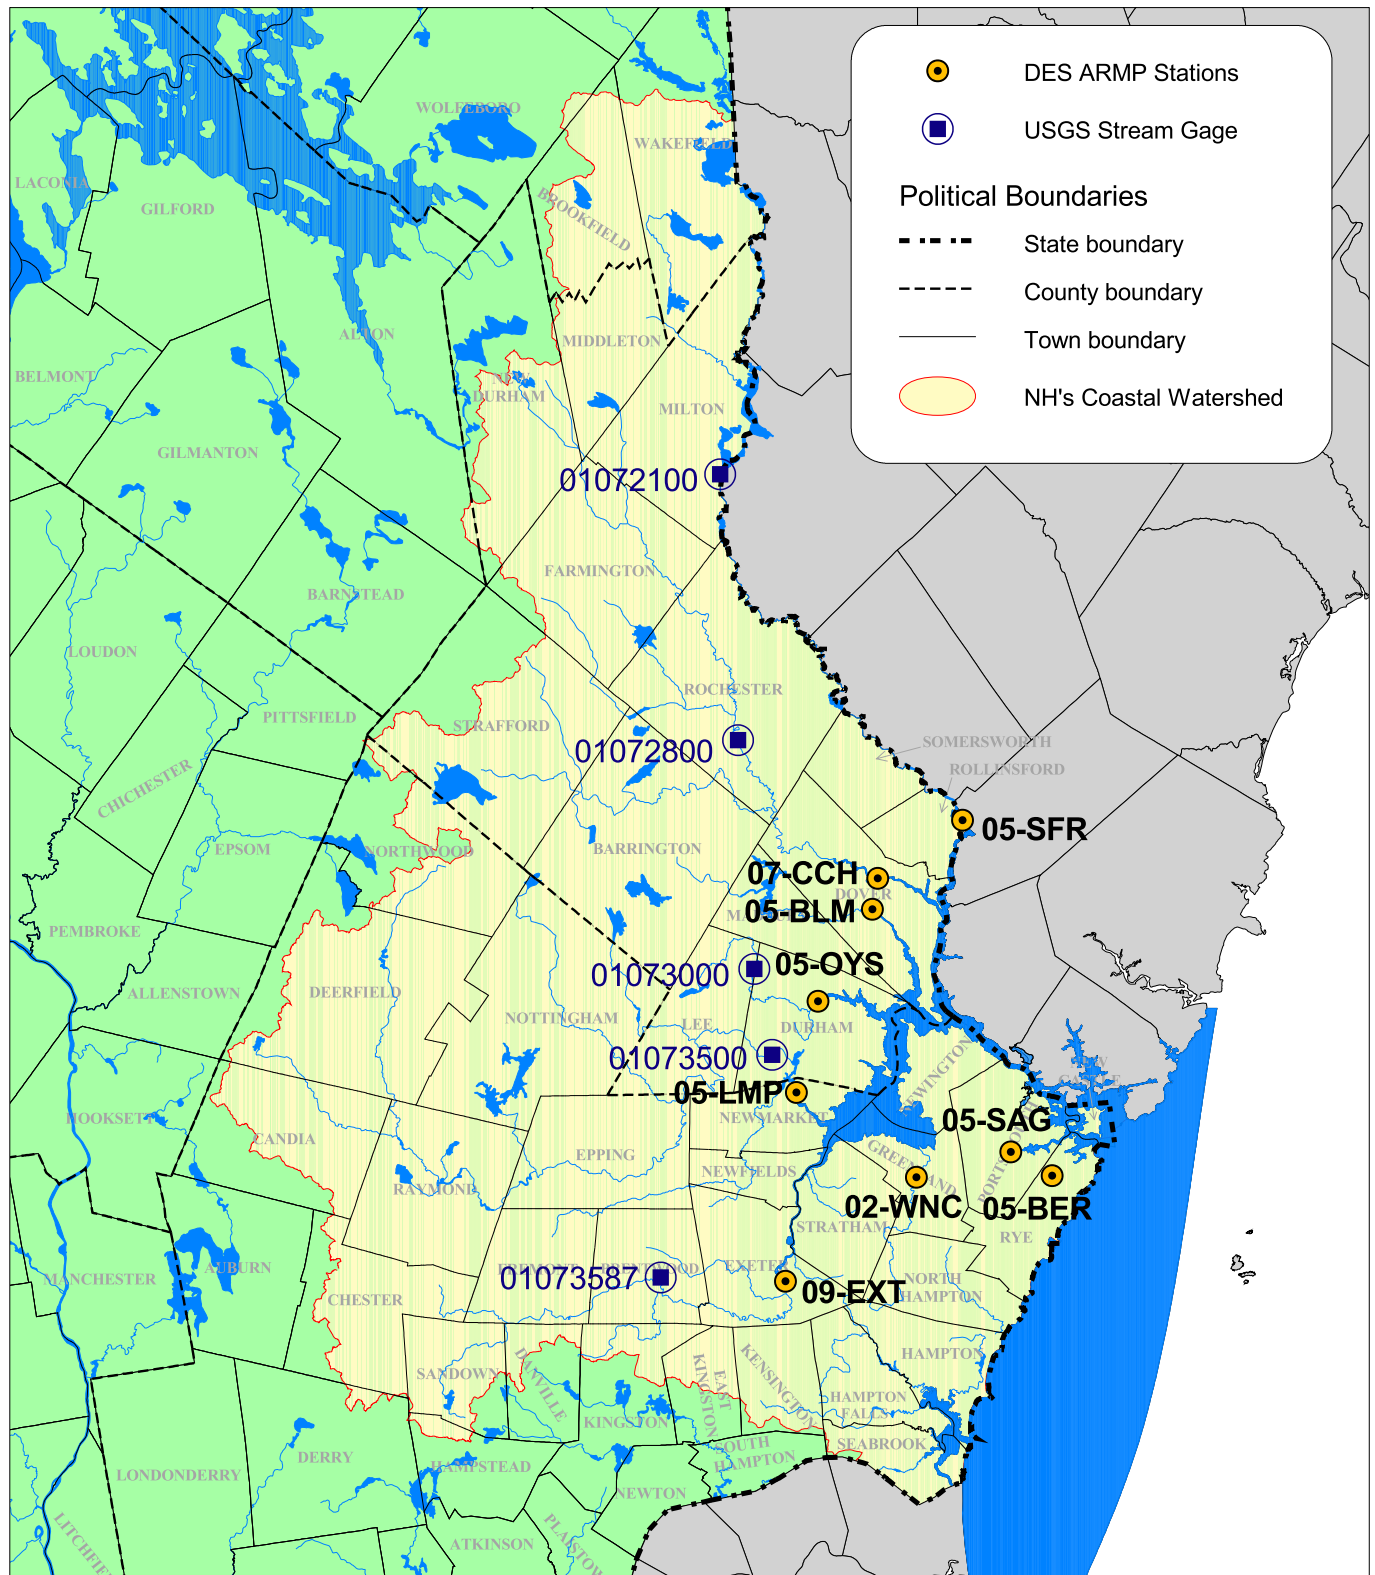 DES ARMP Stations
USGS Stream Gage
Political Boundaries
State boundary
County boundary
Town boundary
NH's Coastal Watershed
WOLFEBORO
WAKEFIELD
LACONIA
GILFORD
BROOKFIELD
ALTON
MIDDLETON
BELMONT
NEW
DURHAM
MILTON
GILMANTON
01072100
FARMINGTON
BARNSTEAD
LOUDON
ROCHESTER
PITTSFIELD
STRAFFORD
01072800
SOMERSWORTH
ROLLINSFORD
CHICHESTER
05-SFR
EPSOM
NORTHWOOD
BARRINGTON
07-CCH
DOVER
05-BLM
PEMBROKE
01073000
05-OYS
ALLENSTOWN
DEERFIELD
NOTTINGHAM
LEE
DURHAM
01073500
NEWINGTON
05-LMP
HOOKSETT
NEWMARKET
05-SAG
CANDIA
EPPING
GREENLAND
NEWFIELDS
RAYMOND
02-WNC
05-BER
STRATHAM
RYE
AUBURN
MANCHESTER
01073587
EXETER
NORTH
HAMPTON
09-EXT
CHESTER
HAMPTON
SANDOWN
DANVILLE
EAST
KINGSTON
KENSINGTON
HAMPTON
FALLS
KINGSTON
SEABROOK
SOUTH
HAMPTON
DERRY
HAMPSTEAD
LONDONDERRY
NEWTON
ATKINSON